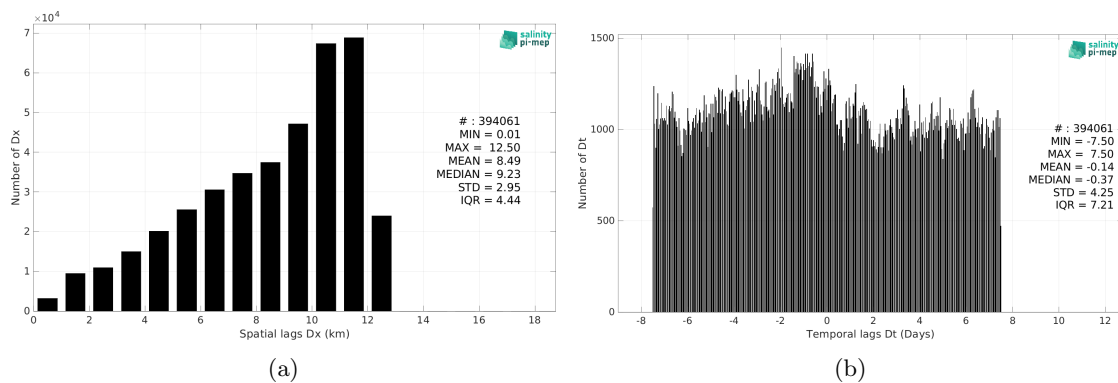 ×10⁴
7
6
5
4
3
2
1
0
Number of Dx
0 2 4 6 8 10 12 14 16 18
Spatial lags Dx (km)
salinity
pi-mep
# : 394061
MIN = 0.01
MAX = 12.50
MEAN = 8.49
MEDIAN = 9.23
STD = 2.95
IQR = 4.44
(a)
1500
1000
500
0
Number of Dt
-8 -6 -4 -2 0 2 4 6 8 10 12
Temporal lags Dt (Days)
salinity
pi-mep
# : 394061
MIN = -7.50
MAX = 7.50
MEAN = -0.14
MEDIAN = -0.37
STD = 4.25
IQR = 7.21
(b)